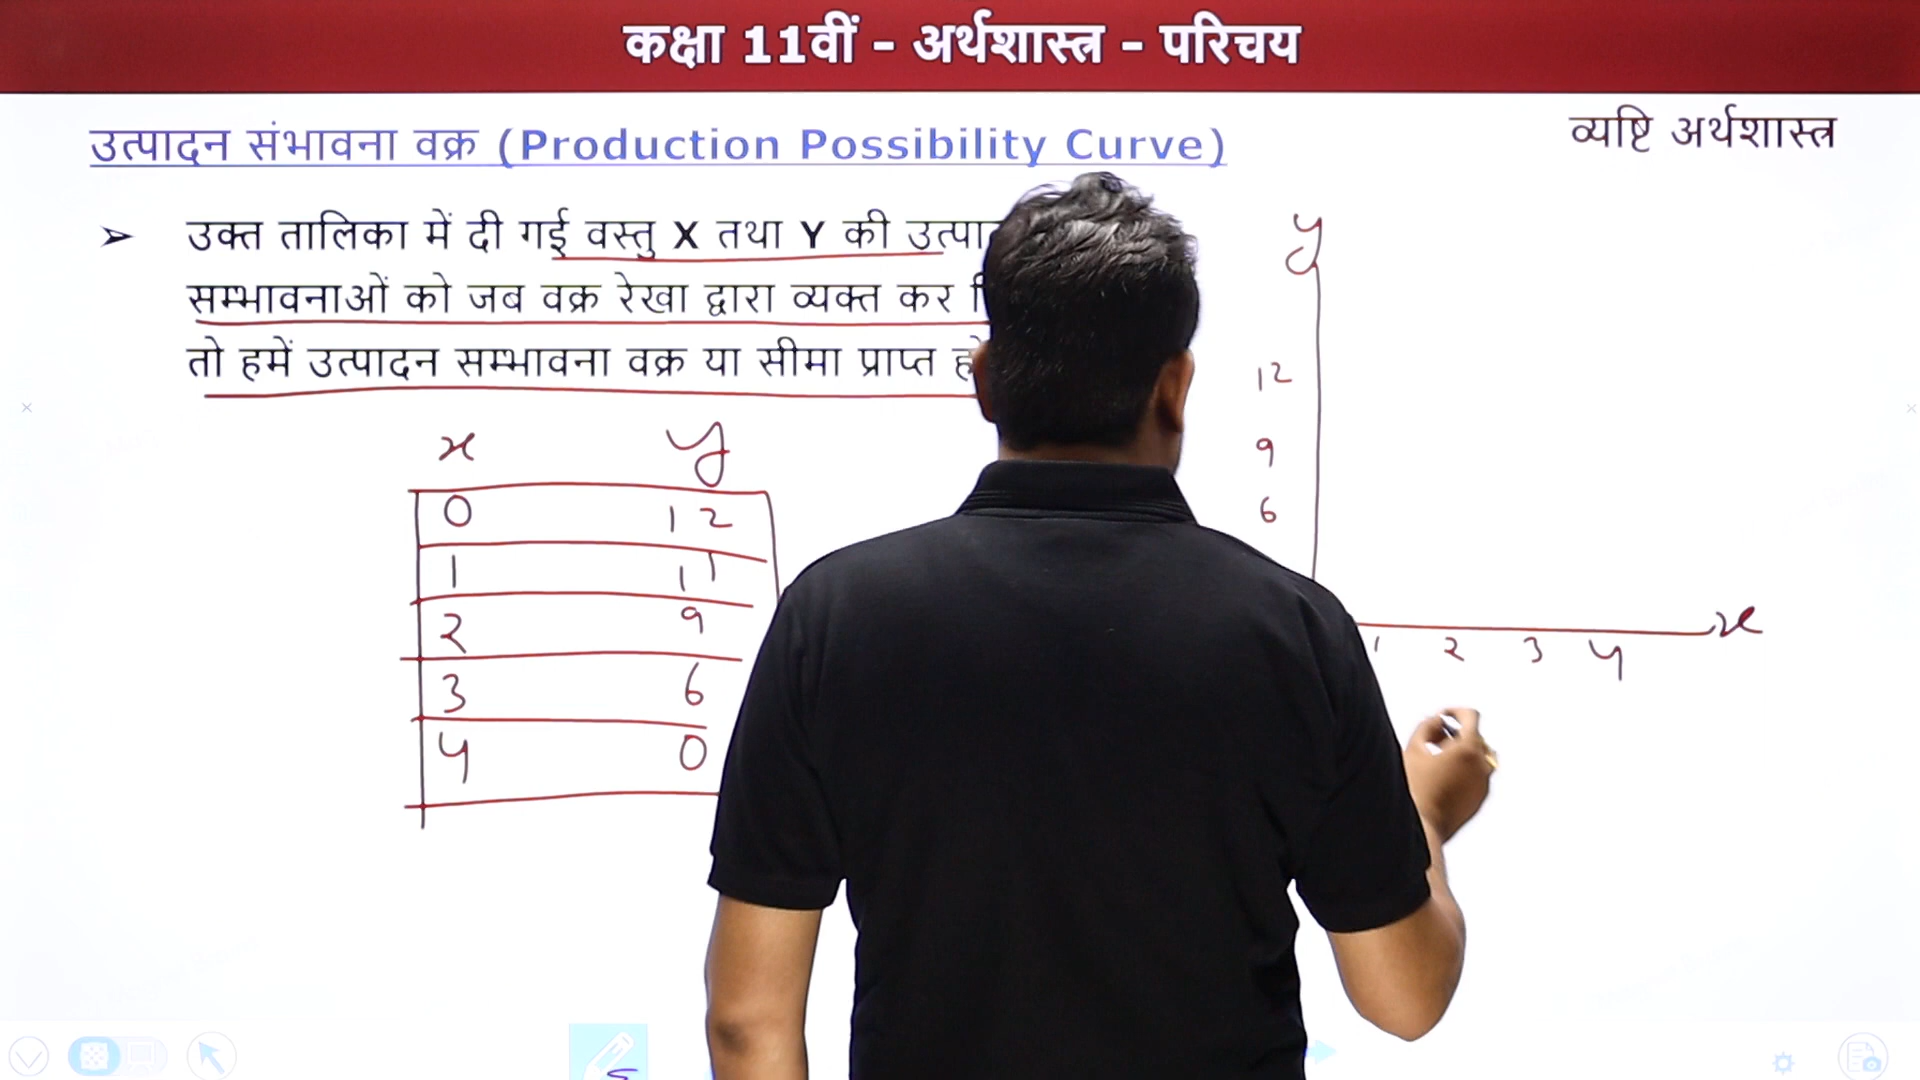 कक्षा 11वीं - अर्थशास्त्र - परिचय
उत्पादन संभावना वक्र (Production Possibility Curve)
व्यष्टि अर्थशास्त्र
➢ उक्त तालिका में दी गई वस्तु X तथा Y की
सम्भावनाओं को जब वक्र रेखा द्वारा व्यक्त कर
तो हमें उत्पादन सम्भावना वक्र या सीमा प्राप्त
x y
0 12
1 11
2 9
3 6
4 0
y
12
9
6
x
1 2 3 4